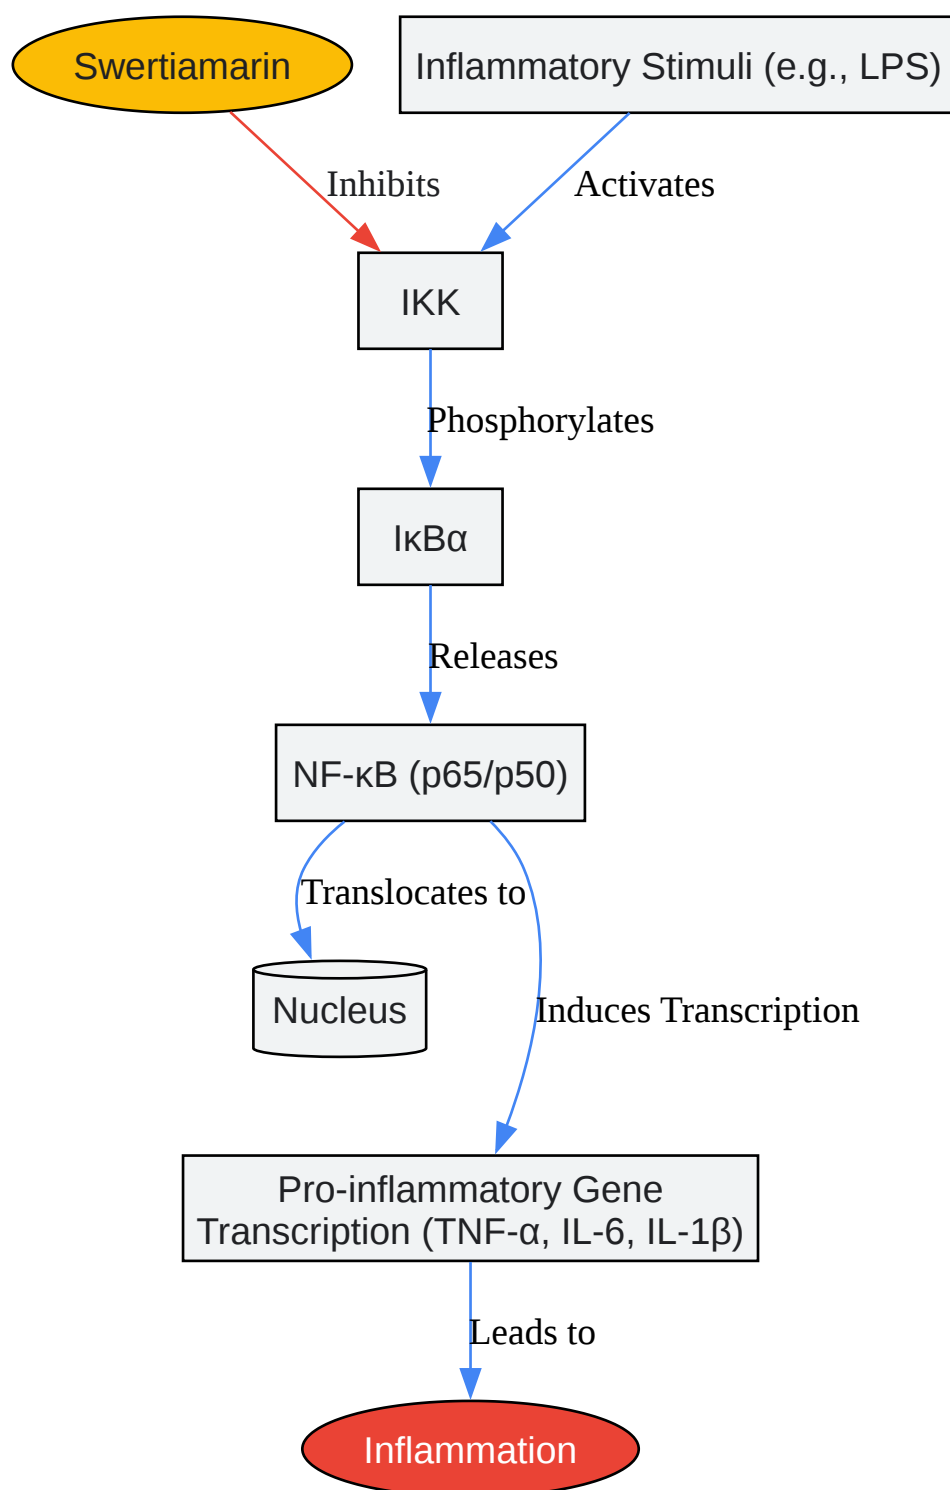 Swertiamarin
Inflammatory Stimuli (e.g., LPS)
Inhibits
Activates
IKK
Phosphorylates
IκBα
Releases
NF-κB (p65/p50)
Translocates to
Nucleus
Induces Transcription
Pro-inflammatory Gene
Transcription (TNF-α, IL-6, IL-1β)
Leads to
Inflammation